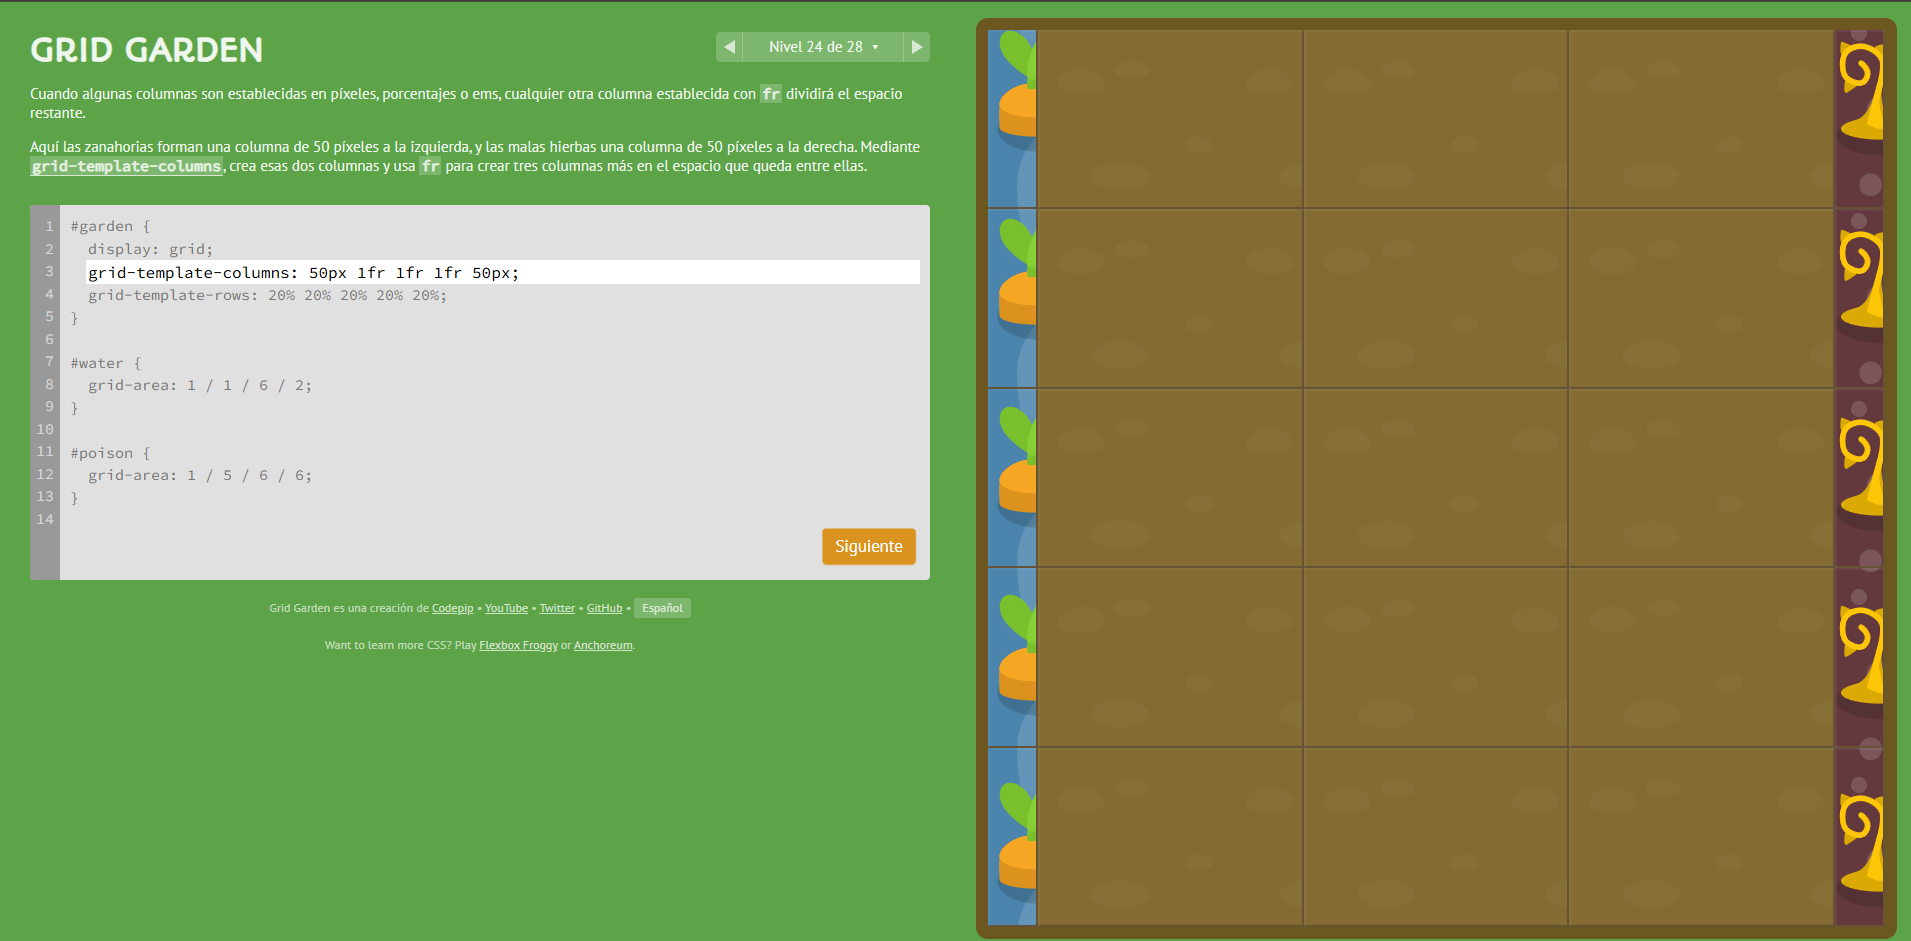 GRID GARDEN
◀ Nivel 24 de 28 ▾ ▶
Cuando algunas columnas son establecidas en píxeles, porcentajes o ems, cualquier otra columna establecida con fr dividirá el espacio
restante.
Aquí las zanahorias forman una columna de 50 píxeles a la izquierda, y las malas hierbas una columna de 50 píxeles a la derecha. Mediante
grid-template-columns, crea esas dos columnas y usa fr para crear tres columnas más en el espacio que queda entre ellas.
1 #garden {
2 display: grid;
3 grid-template-columns: 50px 1fr 1fr 1fr 50px;
4 grid-template-rows: 20% 20% 20% 20% 20%;
5 }
6
7 #water {
8 grid-area: 1 / 1 / 6 / 2;
9 }
10
11 #poison {
12 grid-area: 1 / 5 / 6 / 6;
13 }
14
Siguiente
Grid Garden es una creación de Codepip • YouTube • Twitter • GitHub • Español
Want to learn more CSS? Play Flexbox Froggy or Anchoreum.